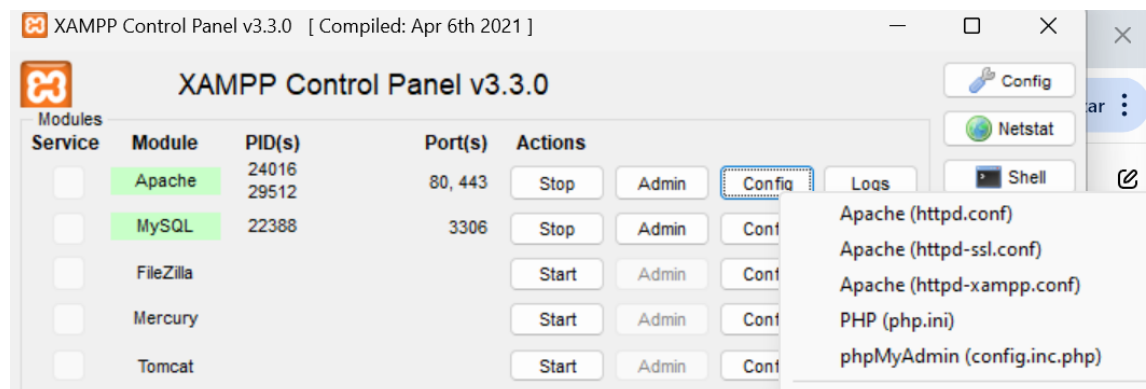 XAMPP Control Panel v3.3.0 [ Compiled: Apr 6th 2021 ]
XAMPP Control Panel v3.3.0
Config
Modules
Service Module PID(s) Port(s) Actions
Netstat
Apache 24016 29512 80, 443 Stop Admin Config Logs
Shell
MySQL 22388 3306 Stop Admin
FileZilla Start Admin
Mercury Start Admin
Tomcat Start Admin
Apache (httpd.conf)
Apache (httpd-ssl.conf)
Apache (httpd-xampp.conf)
PHP (php.ini)
phpMyAdmin (config.inc.php)